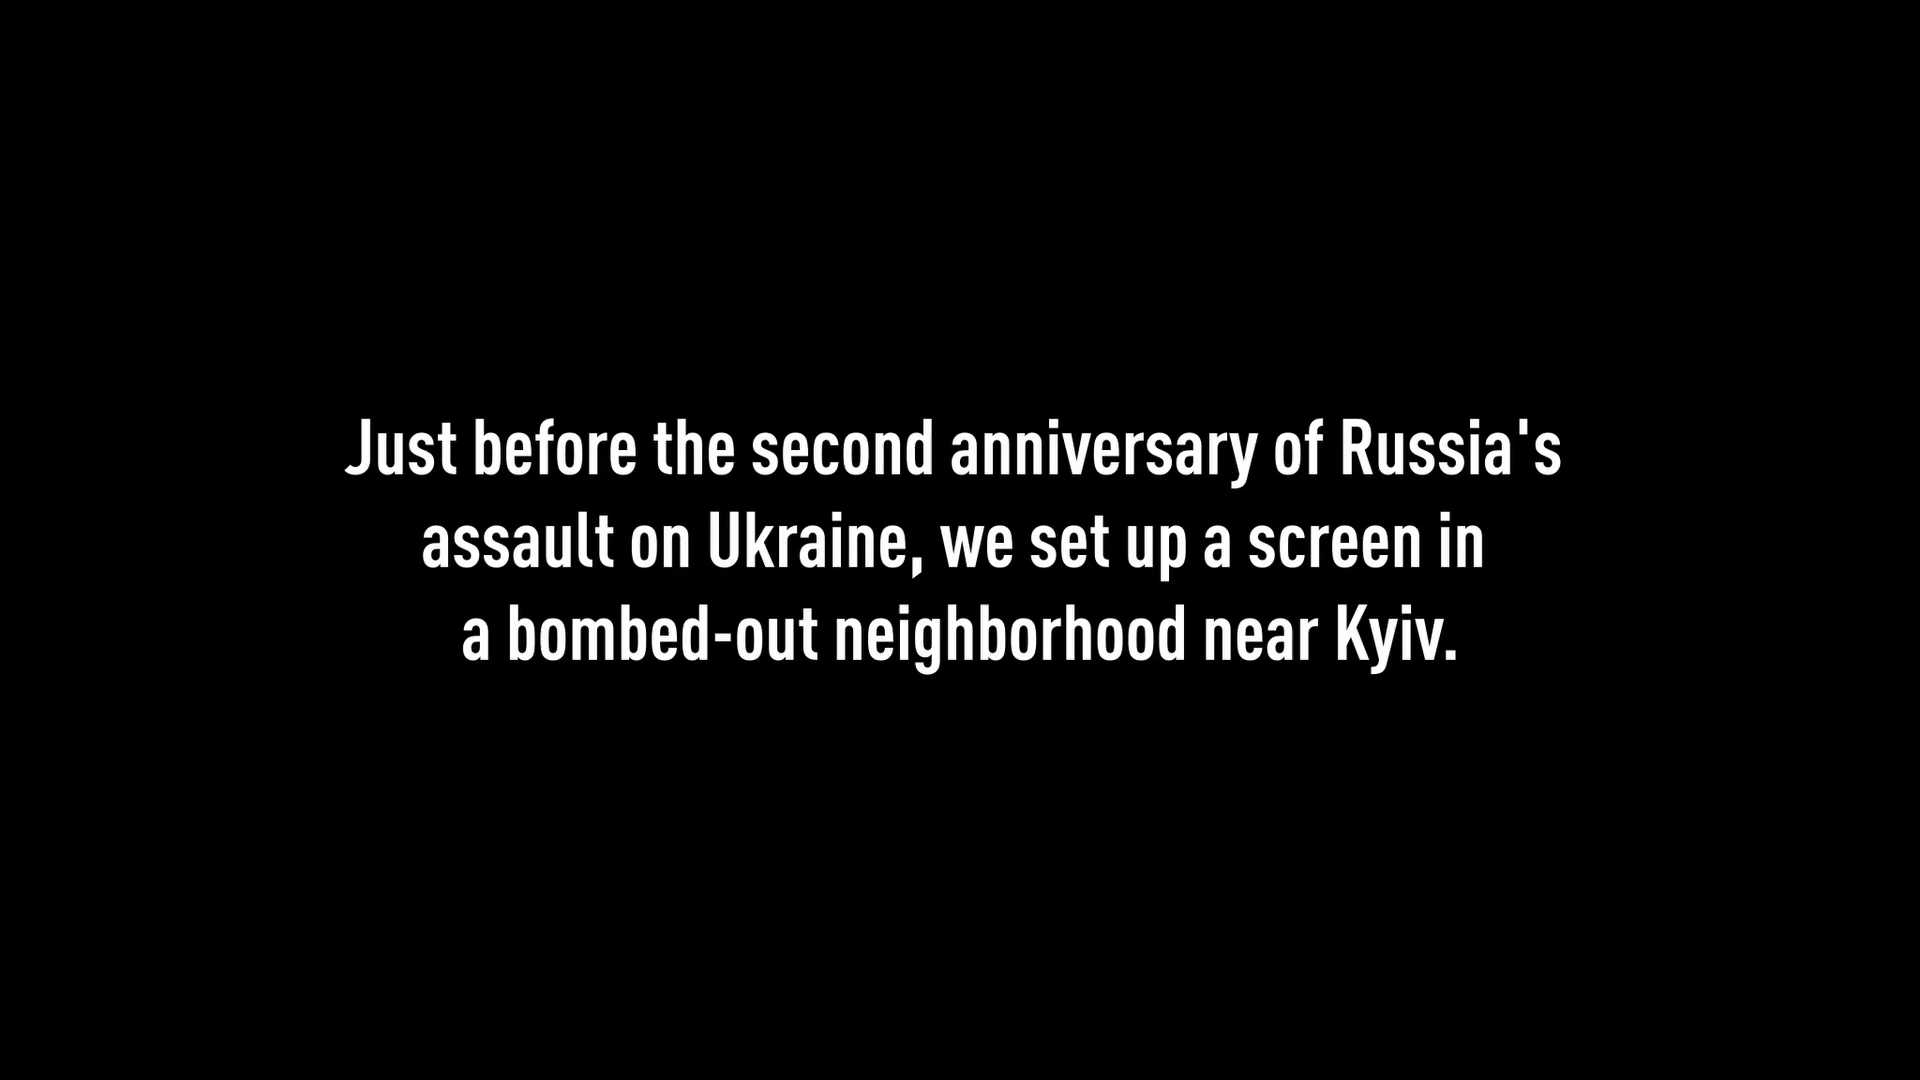 Just before the second anniversary of Russia's
assault on Ukraine, we set up a screen in
a bombed-out neighborhood near Kyiv.